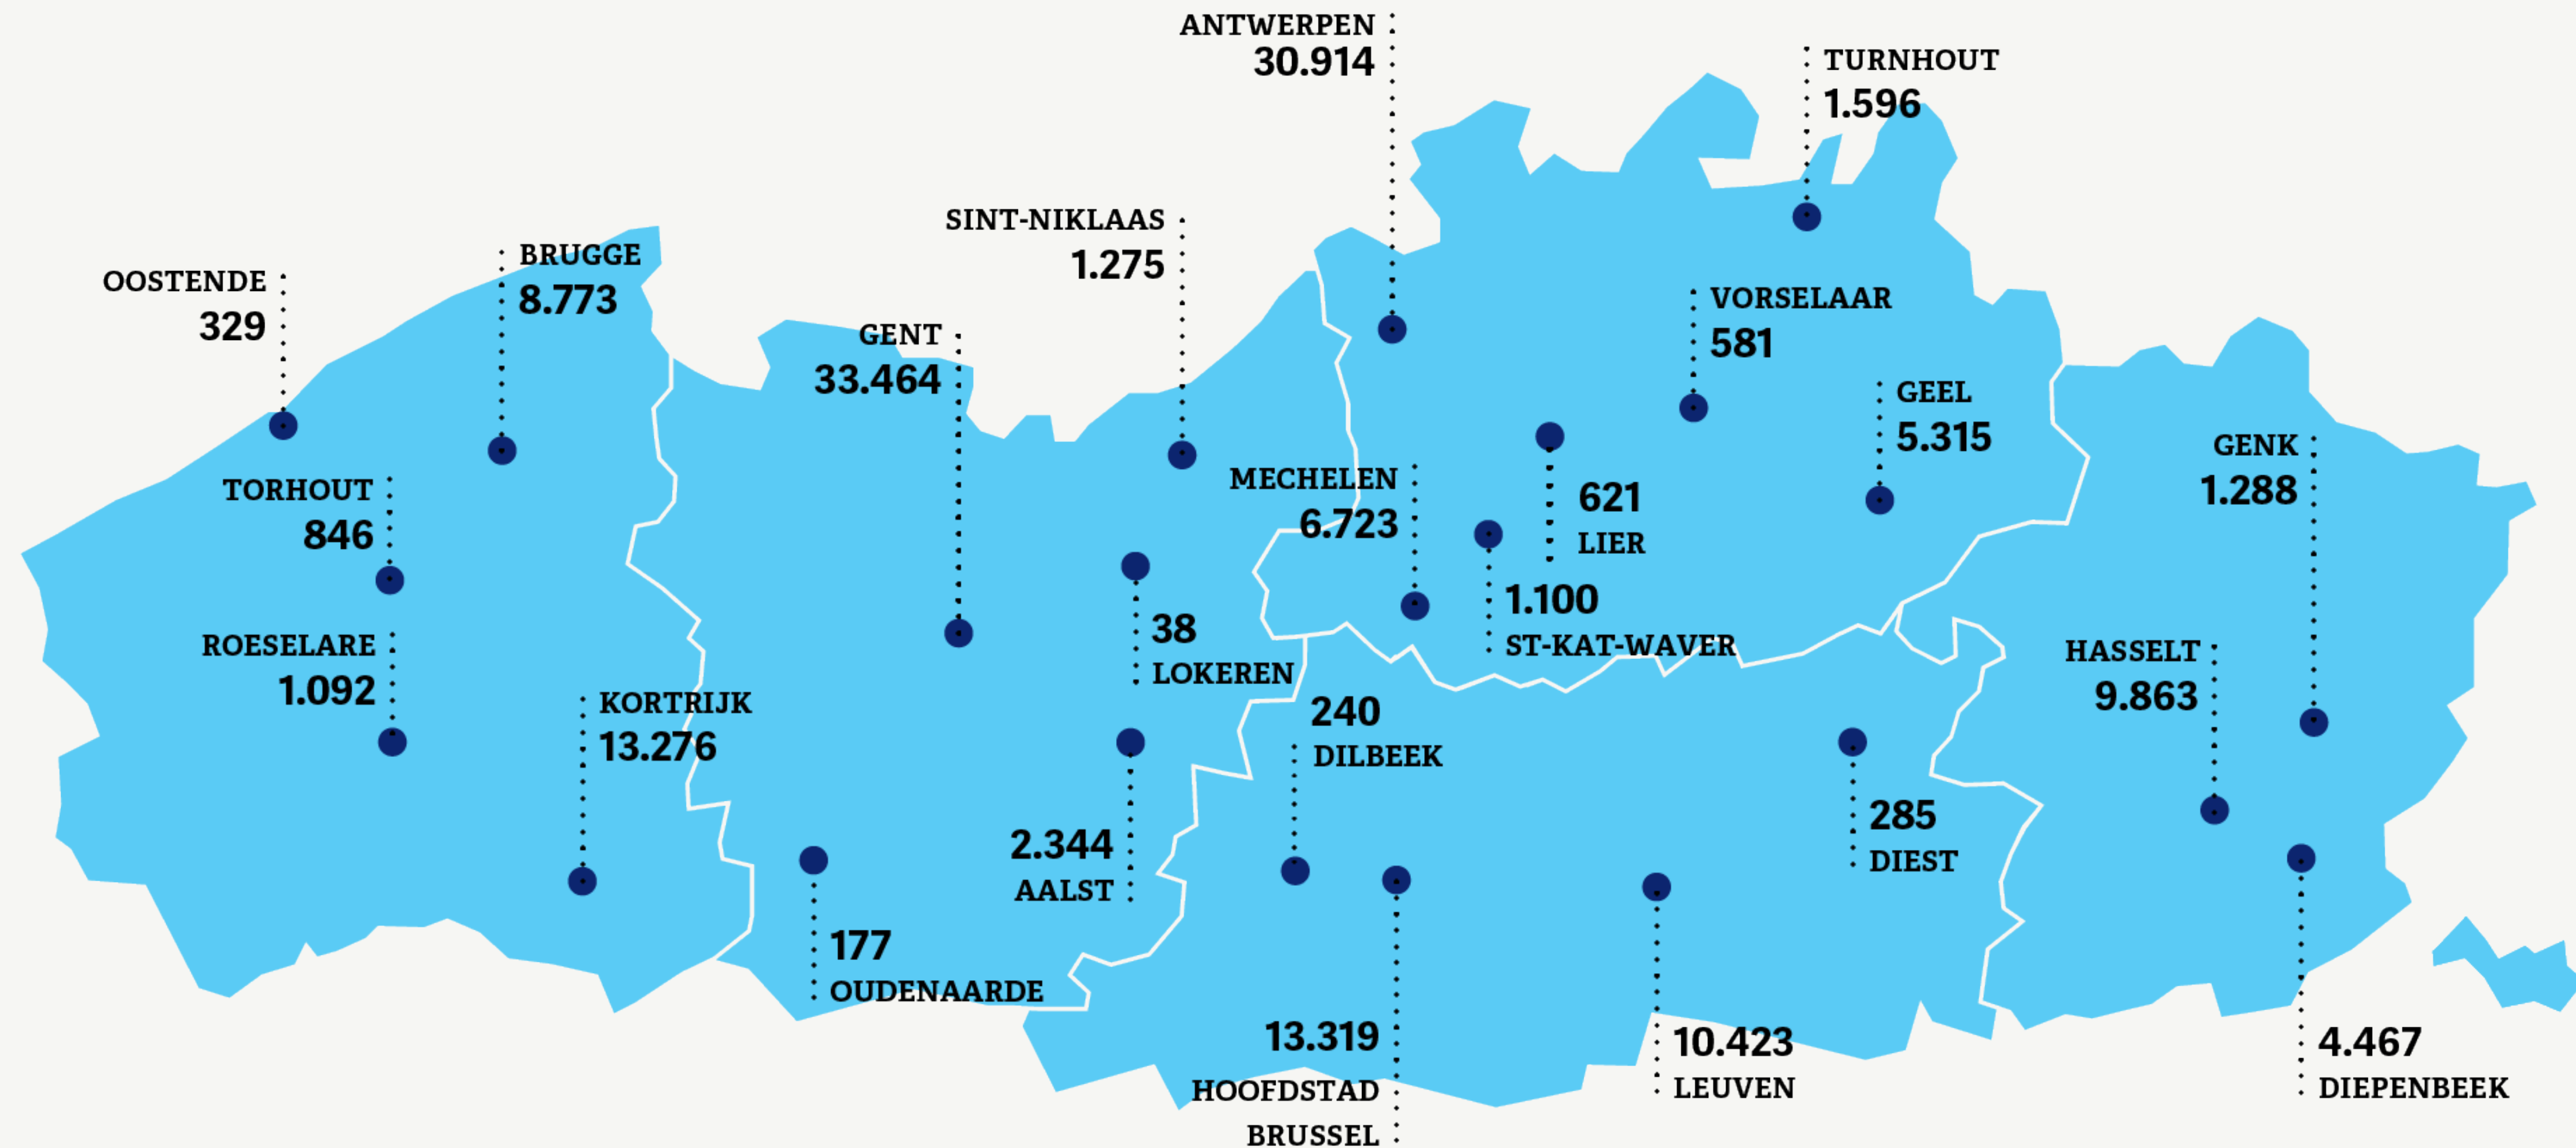 ANTWERPEN
30.914
TURNHOUT
1.596
SINT-NIKLAAS
1.275
BRUGGE
8.773
OOSTENDE
329
VORSELAAR
581
GENT
33.464
GEEL
5.315
GENK
1.288
MECHELEN
6.723
TORHOUT
846
621
LIER
1.100
ST-KAT-WAVER
38
LOKEREN
ROESELARE
1.092
HASSELT
9.863
KORTRIJK
13.276
240
DILBEEK
285
DIEST
2.344
AALST
177
OUDENAARDE
13.319
HOOFDSTAD
BRUSSEL
10.423
LEUVEN
4.467
DIEPENBEEK